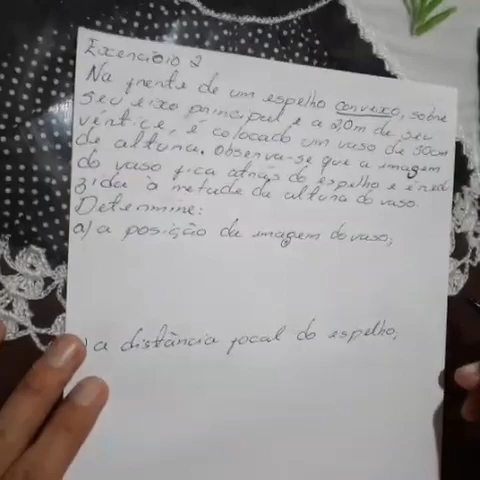 Exercício 2
Na frente de um espelho convexo, sobre
seu eixo principal e a 20m de seu
vértice, é colocado um vaso de 50cm
de altura. Observa-se que a imagem
do vaso fica atrás do espelho e é redu
zida à metade da altura do vaso.
Determine:
a) a posição da imagem do vaso;
) a distância focal do espelho;